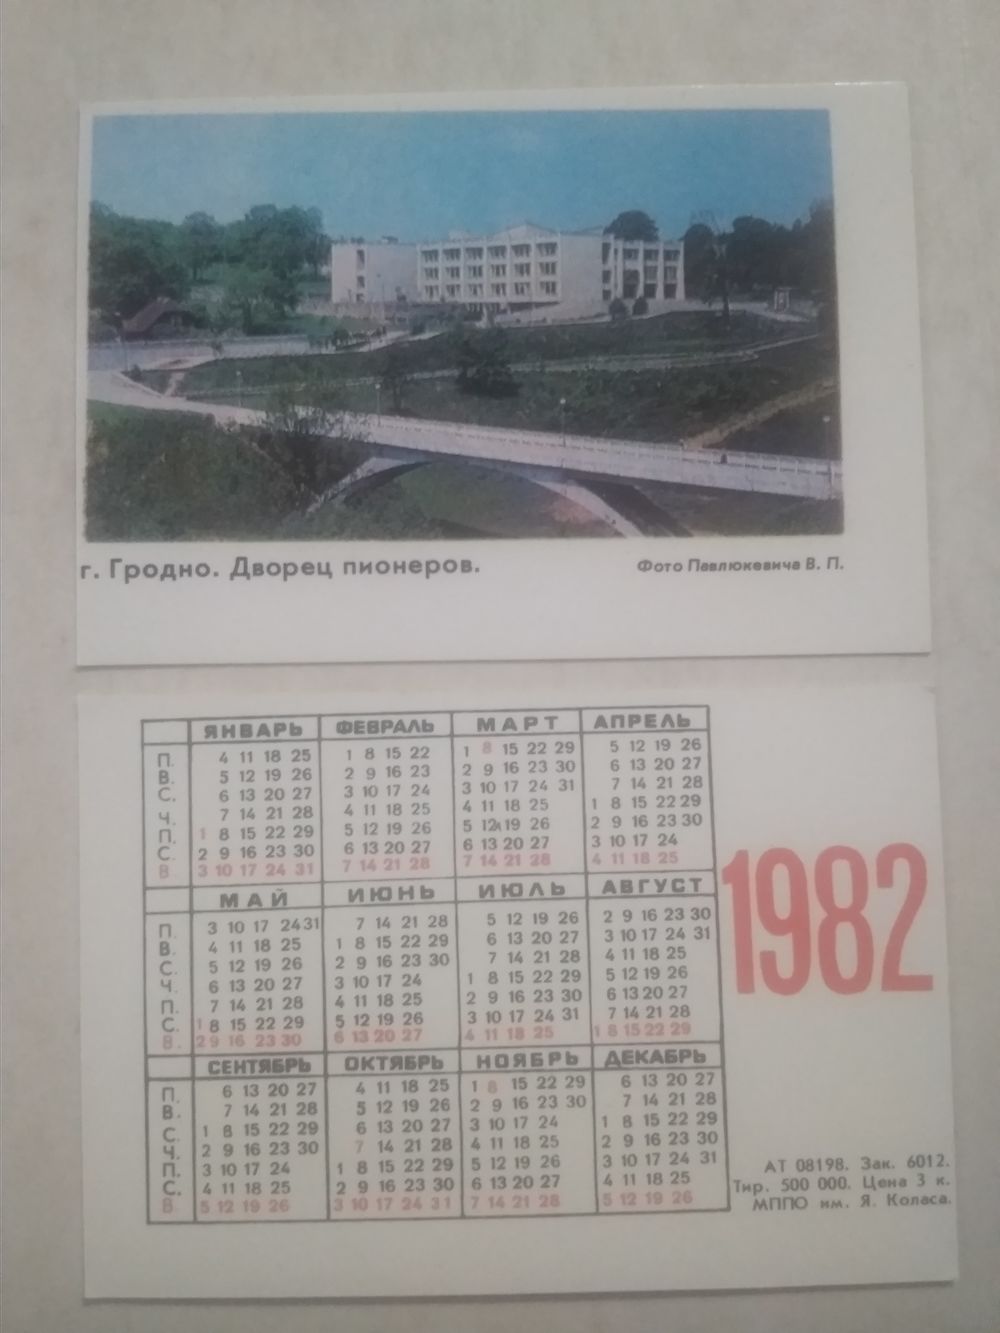 г. Гродно. Дворец пионеров.
Фото Павлюкевича В. П.
ЯНВАРЬ ФЕВРАЛЬ МАРТ АПРЕЛЬ
П. 4 11 18 25 1 8 15 22 1 8 15 22 29 5 12 19 26
В. 5 12 19 26 2 9 16 23 2 9 16 23 30 6 13 20 27
С. 6 13 20 27 3 10 17 24 3 10 17 24 31 7 14 21 28
Ч. 7 14 21 28 4 11 18 25 4 11 18 25 1 8 15 22 29
П. 1 8 15 22 29 5 12 19 26 5 12 19 26 2 9 16 23 30
С. 2 9 16 23 30 6 13 20 27 6 13 20 27 3 10 17 24
В. 3 10 17 24 31 7 14 21 28 7 14 21 28 4 11 18 25
1982
МАЙ ИЮНЬ ИЮЛЬ АВГУСТ
П. 3 10 17 24 31 7 14 21 28 5 12 19 26 2 9 16 23 30
В. 4 11 18 25 1 8 15 22 29 6 13 20 27 3 10 17 24 31
С. 5 12 19 26 2 9 16 23 30 7 14 21 28 4 11 18 25
Ч. 6 13 20 27 3 10 17 24 1 8 15 22 29 5 12 19 26
П. 7 14 21 28 4 11 18 25 2 9 16 23 30 6 13 20 27
С. 1 8 15 22 29 5 12 19 26 3 10 17 24 31 7 14 21 28
В. 2 9 16 23 30 6 13 20 27 4 11 18 25 1 8 15 22 29
СЕНТЯБРЬ ОКТЯБРЬ НОЯБРЬ ДЕКАБРЬ
П. 6 13 20 27 4 11 18 25 1 8 15 22 29 6 13 20 27
В. 7 14 21 28 5 12 19 26 2 9 16 23 30 7 14 21 28
С. 1 8 15 22 29 6 13 20 27 3 10 17 24 1 8 15 22 29
Ч. 2 9 16 23 30 7 14 21 28 4 11 18 25 2 9 16 23 30
П. 3 10 17 24 1 8 15 22 29 5 12 19 26 3 10 17 24 31
С. 4 11 18 25 2 9 16 23 30 6 13 20 27 4 11 18 25
В. 5 12 19 26 3 10 17 24 31 7 14 21 28 5 12 19 26
АТ 08198. Зак. 6012.
Тир. 500 000. Цена 3 к.
МППО им. Я. Коласа.